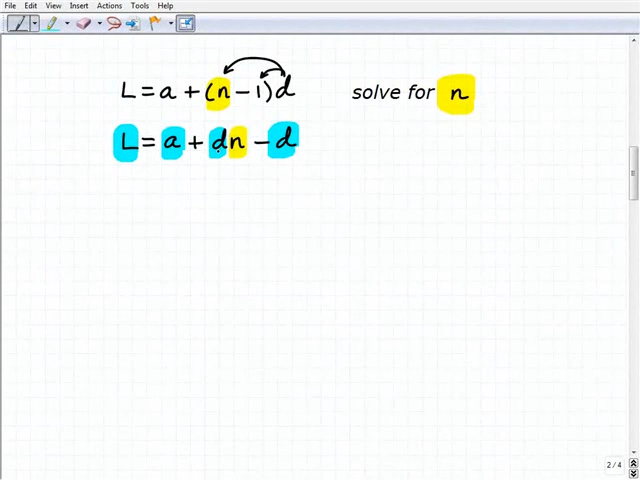 File Edit View Insert Actions Tools Help
L = a + (n - 1)d solve for n
L = a + dn - d
2 / 4